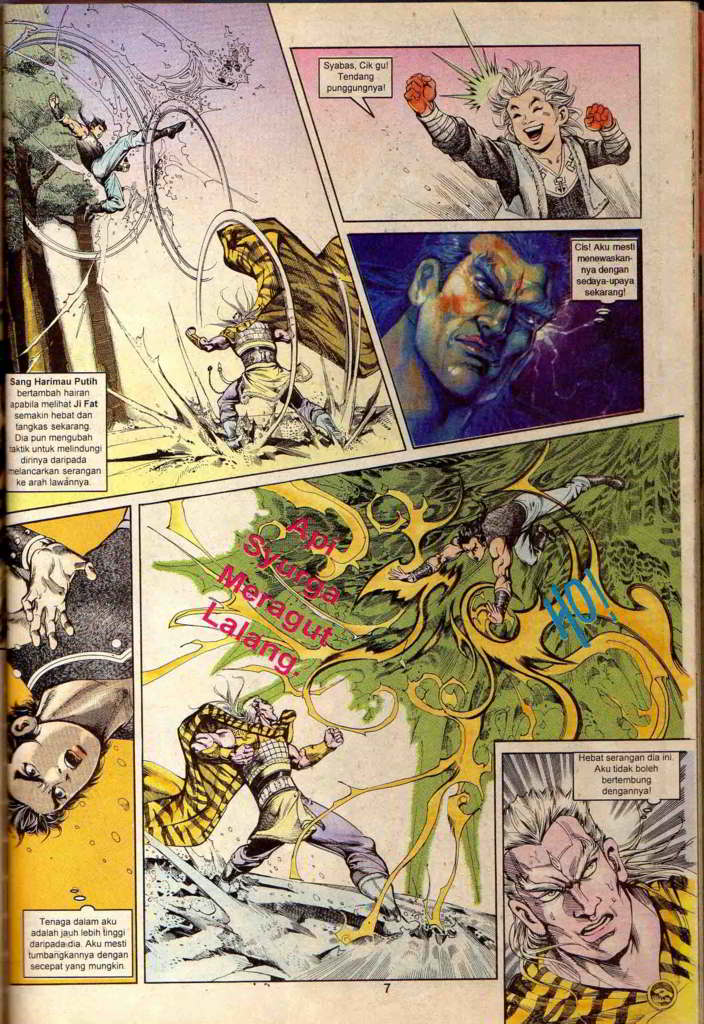 Syabas, Cik gu!
Tendang
punggungnya!
Cis! Aku mesti
menewaskan-
nya dengan
sedaya-upaya
sekarang!
Sang Harimau Putih
bertambah hairan
apabila melihat Ji Fat
semakin hebat dan
tangkas sekarang.
Dia pun mengubah
taktik untuk melindungi
dirinya daripada
melancarkan serangan
ke arah lawannya.
Api
Syurga
Meragut
Lalang.
HO!
Tenaga dalam aku
adalah jauh lebih tinggi
daripada dia. Aku mesti
tumbangkannya dengan
secepat yang mungkin.
Hebat serangan dia ini.
Aku tidak boleh
bertembung
dengannya!
7